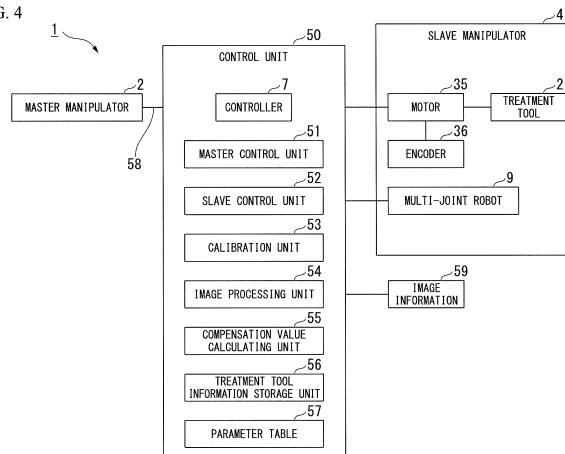 G. 4
1
50
CONTROL UNIT
4
SLAVE MANIPULATOR
2
MASTER MANIPULATOR
58
7
CONTROLLER
35
MOTOR
2
TREATMENT
TOOL
36
ENCODER
51
MASTER CONTROL UNIT
52
SLAVE CONTROL UNIT
9
MULTI-JOINT ROBOT
53
CALIBRATION UNIT
54
IMAGE PROCESSING UNIT
59
IMAGE
INFORMATION
55
COMPENSATION VALUE
CALCULATING UNIT
56
TREATMENT TOOL
INFORMATION STORAGE UNIT
57
PARAMETER TABLE